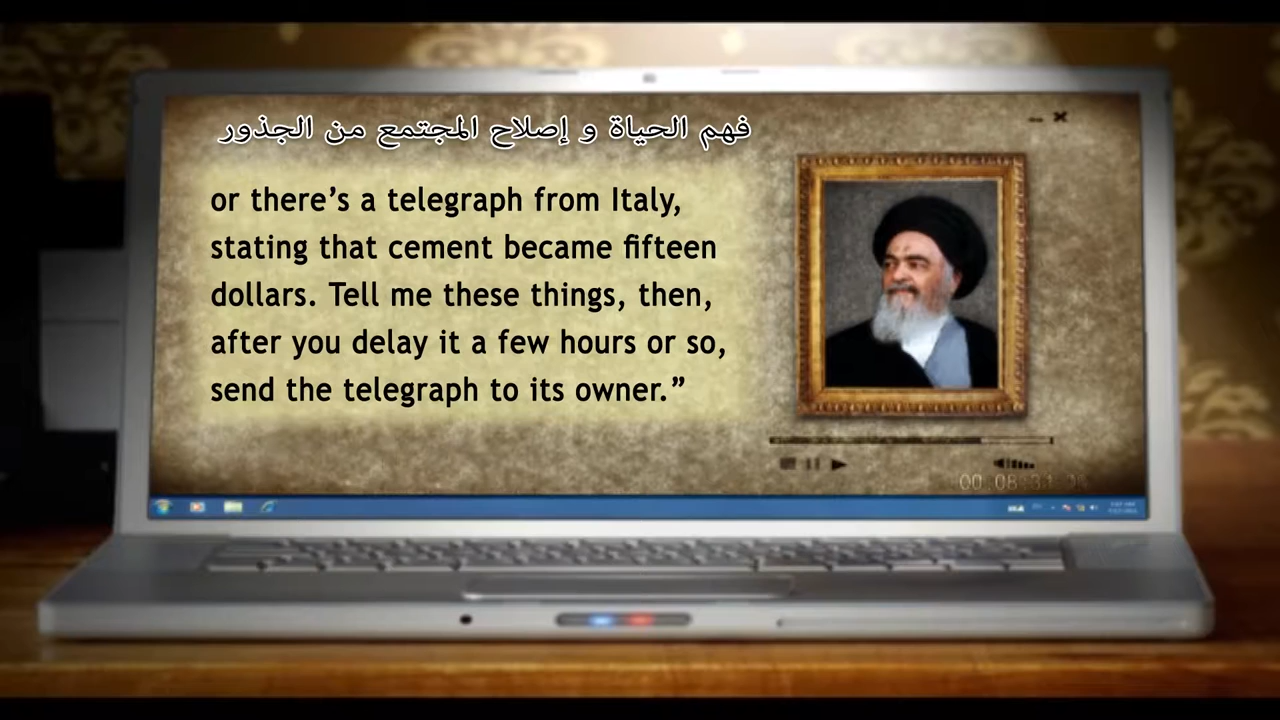 فهم الحياة و إصلاح المجتمع من الجذور
or there’s a telegraph from Italy,
stating that cement became fifteen
dollars. Tell me these things, then,
after you delay it a few hours or so,
send the telegraph to its owner.”